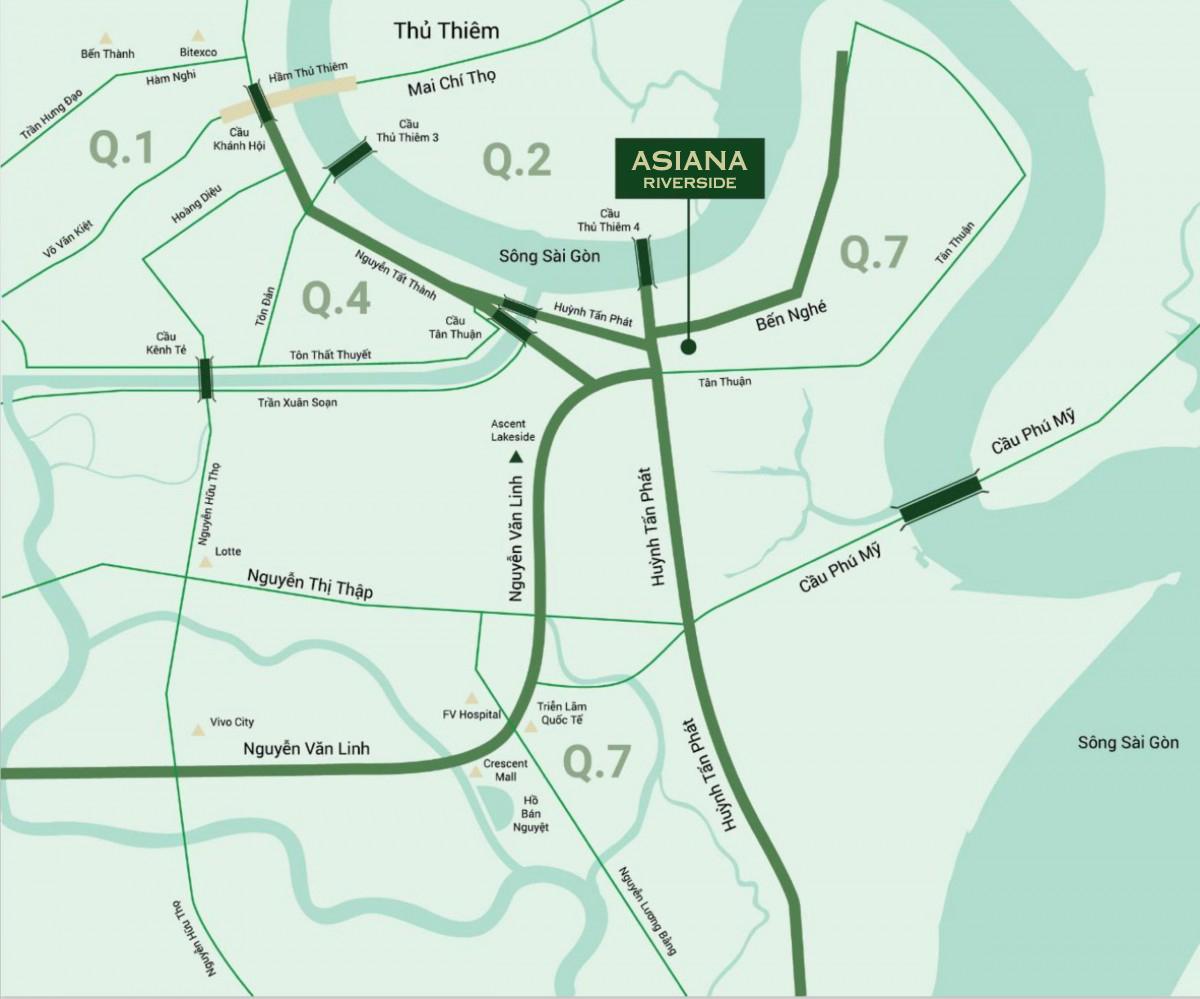 Thủ Thiêm
Bến Thành
Bitexco
Hàm Nghi
Hầm Thủ Thiêm
Mai Chí Thọ
Trần Hưng Đạo
Q.1
Cầu
Khánh Hội
Cầu
Thủ Thiêm 3
Q.2
ASIANA
RIVERSIDE
Hoàng Diệu
Võ Văn Kiệt
Cầu
Thủ Thiêm 4
Sông Sài Gòn
Q.7
Tân Thuận
Nguyễn Tất Thành
Q.4
Tôn Đản
Huỳnh Tấn Phát
Bến Nghé
Cầu
Tân Thuận
Cầu
Kênh Tẻ
Tôn Thất Thuyết
Tân Thuận
Trần Xuân Soạn
Ascent
Lakeside
Cầu Phú Mỹ
Nguyễn Hữu Thọ
Nguyễn Văn Linh
Huỳnh Tấn Phát
Lotte
Nguyễn Thị Thập
Cầu Phú Mỹ
FV Hospital
Triển Lãm
Quốc Tế
Vivo City
Nguyễn Văn Linh
Crescent
Mall
Q.7
Huỳnh Tấn Phát
Sông Sài Gòn
Hồ
Bán
Nguyệt
Nguyễn Lương Bằng
Nguyễn Hữu Thọ